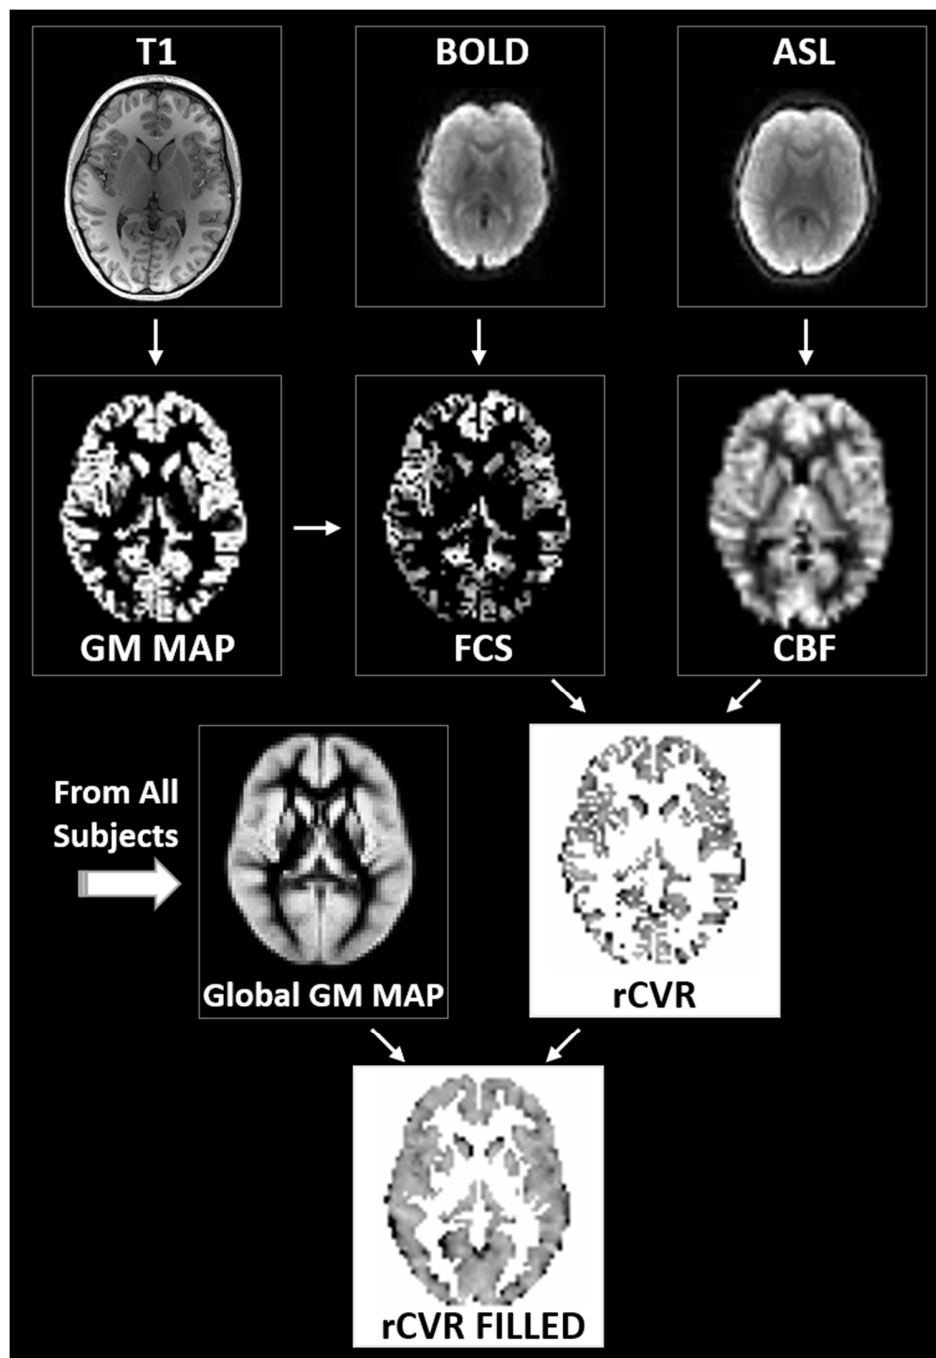 T1
BOLD
ASL
GM MAP
FCS
CBF
From All
Subjects
Global GM MAP
rCVR
rCVR FILLED